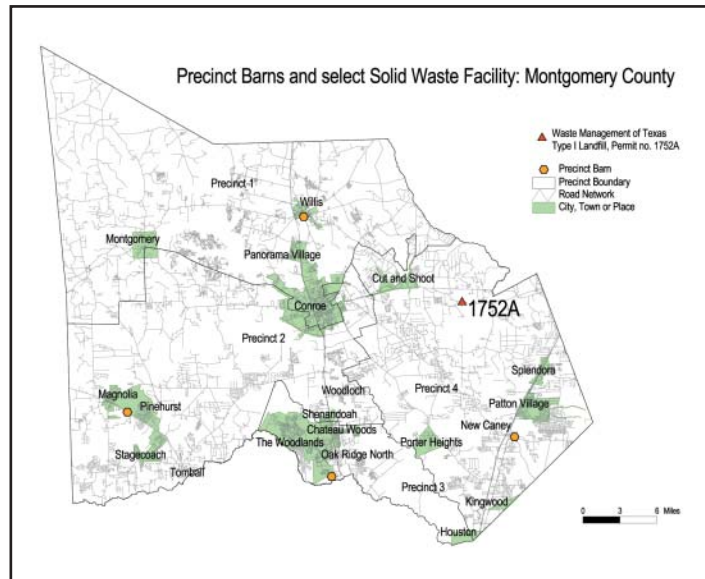 Precinct Barns and select Solid Waste Facility: Montgomery County
Waste Management of Texas
Type I Landfill, Permit no. 1752A
Precinct Barn
Precinct Boundary
Road Network
City, Town or Place
Precinct 1
Willis
Montgomery
Panorama Village
Cut and Shoot
1752A
Conroe
Precinct 2
Splendora
Woodloch
Precinct 4
Magnolia
Pinehurst
Patton Village
Shenandoah
Chateau Woods
New Caney
The Woodlands
Porter Heights
Stagecoach
Oak Ridge North
Tomball
Precinct 3
Kingwood
Houston
0 3 6 Miles